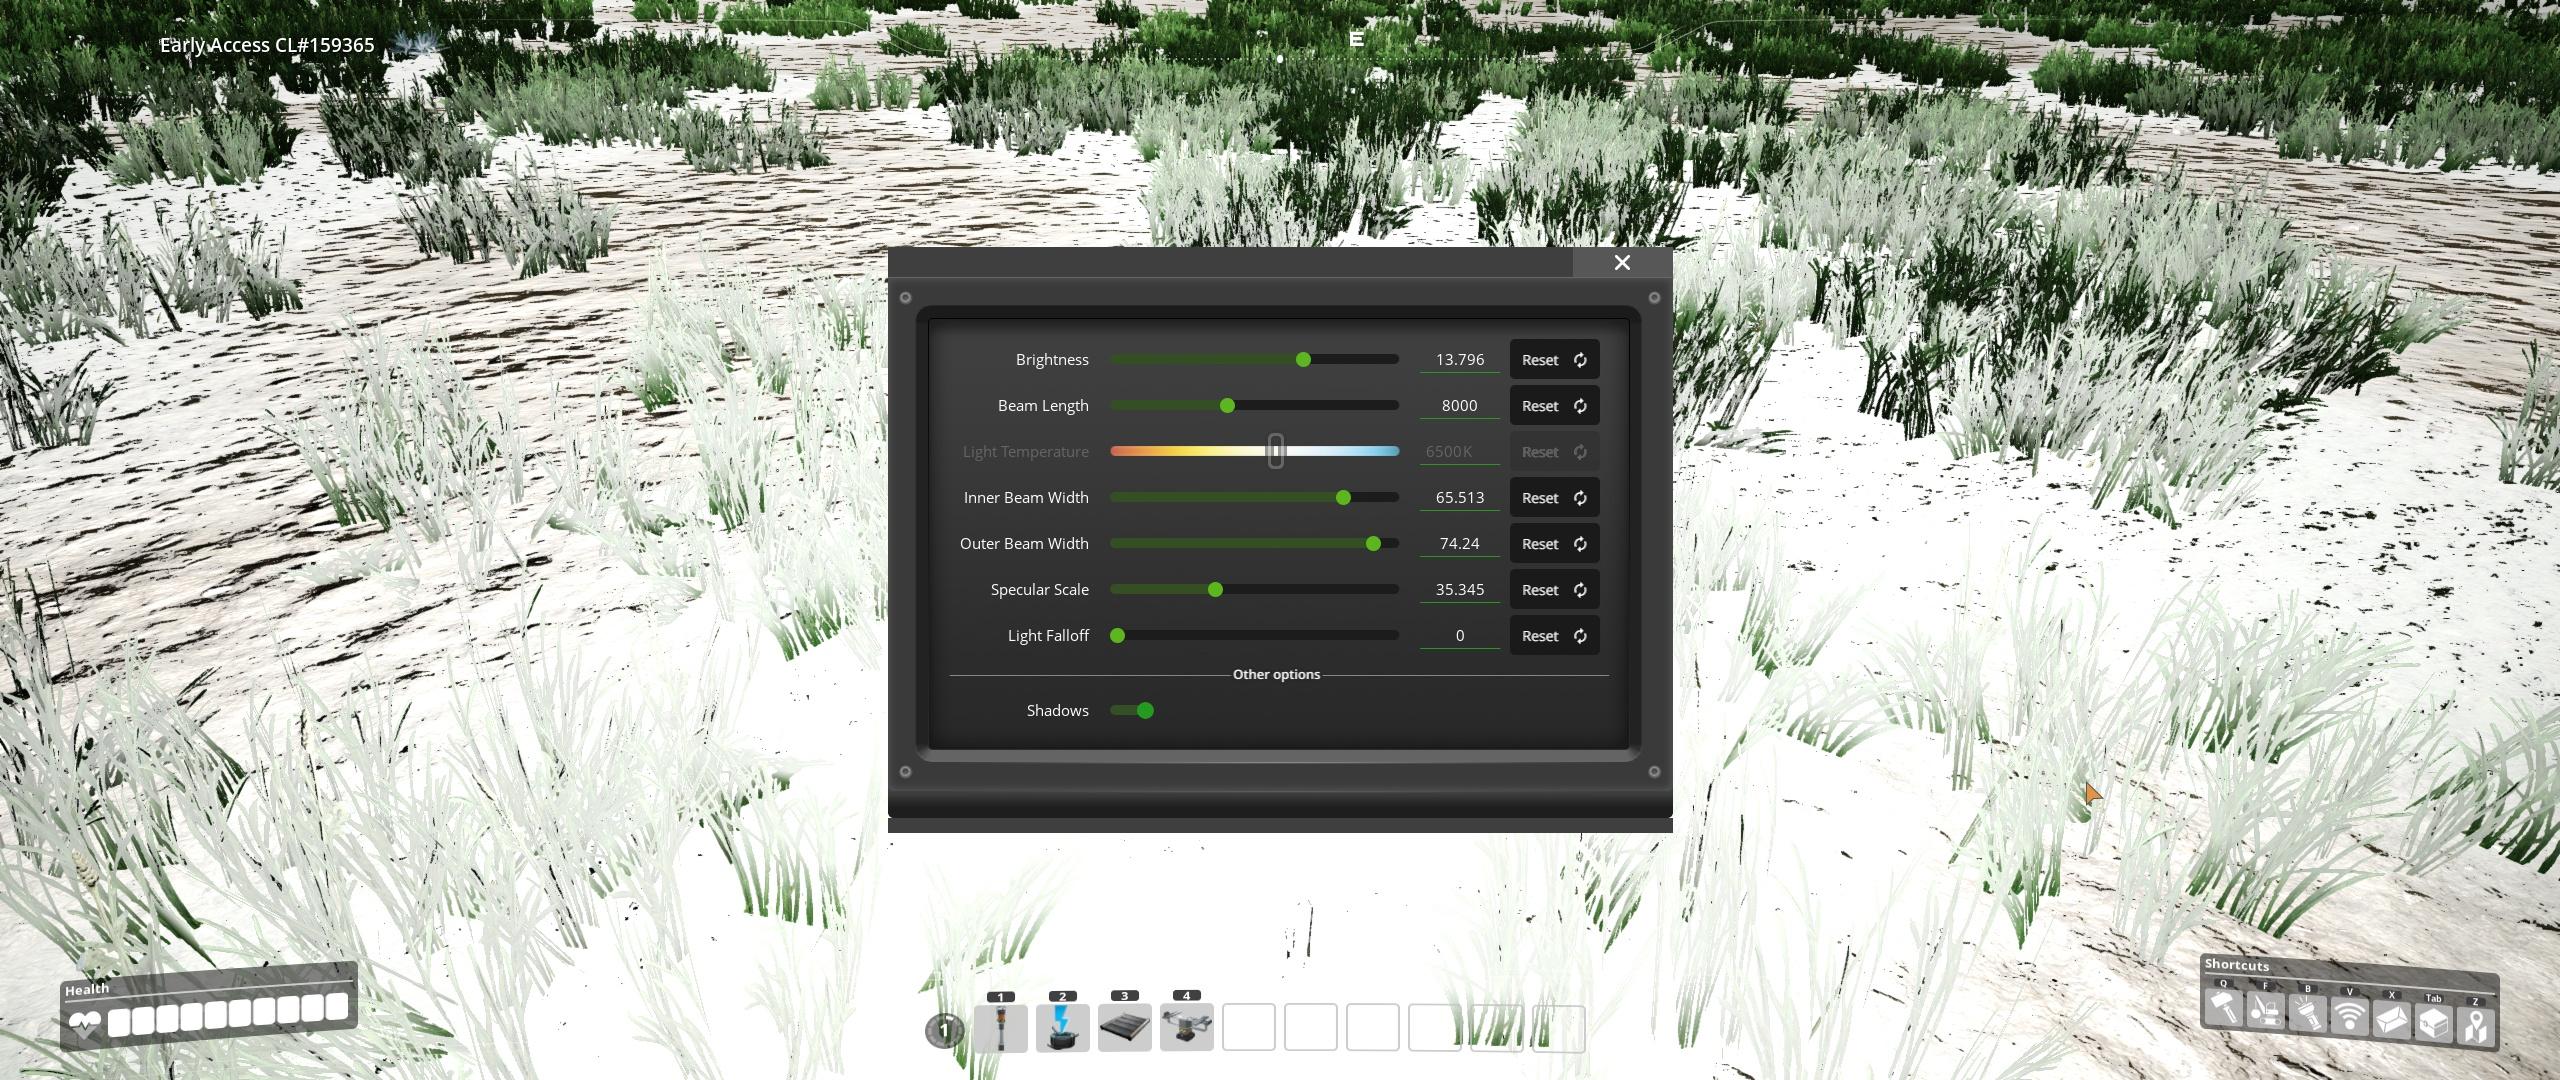 Early Access CL#159365
E
Brightness 13.796 Reset
Beam Length 8000 Reset
Light Temperature 6500K Reset
Inner Beam Width 65.513 Reset
Outer Beam Width 74.24 Reset
Specular Scale 35.345 Reset
Light Falloff 0 Reset
Other options
Shadows
Health
1
1 2 3 4
Shortcuts
Q F B V X Tab Z